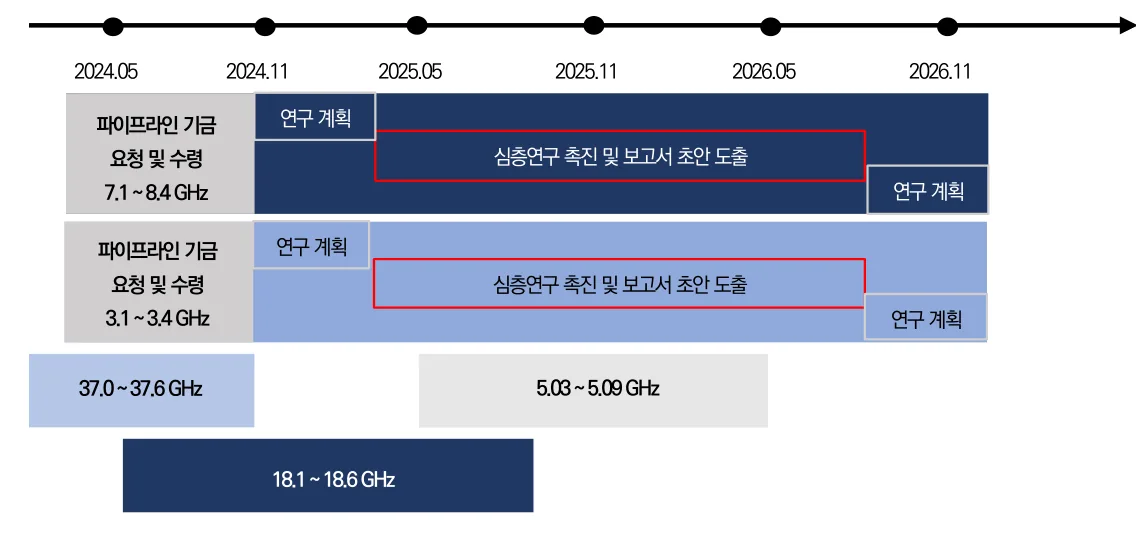 2024.05 2024.11 2025.05 2025.11 2026.05 2026.11
파이프라인 기금
요청 및 수령
7.1 ~ 8.4 GHz
연구 계획
심층연구 촉진 및 보고서 초안 도출
연구 계획
파이프라인 기금
요청 및 수령
3.1 ~ 3.4 GHz
연구 계획
심층연구 촉진 및 보고서 초안 도출
연구 계획
37.0 ~ 37.6 GHz
5.03 ~ 5.09 GHz
18.1 ~ 18.6 GHz